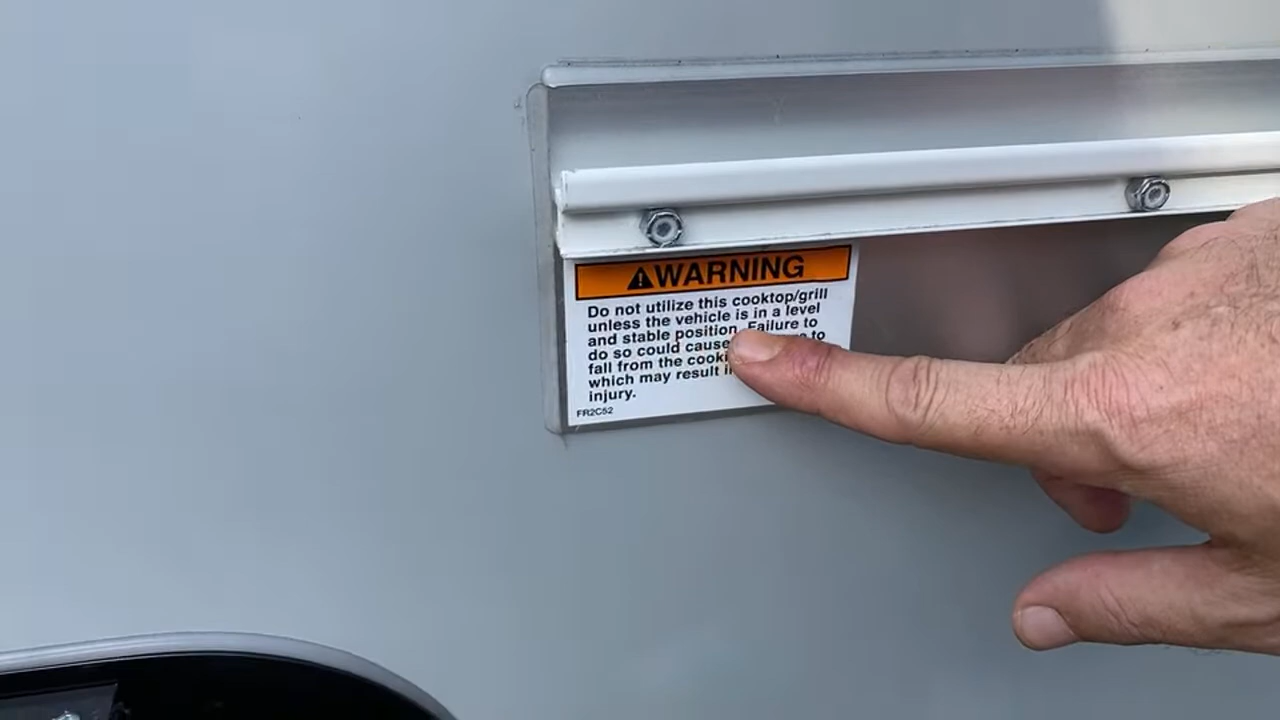 WARNING
Do not utilize this cooktop/grill
unless the vehicle is in a level
and stable position. Failure to
do so could cause to
fall from the
which may result
injury.
FR2C52